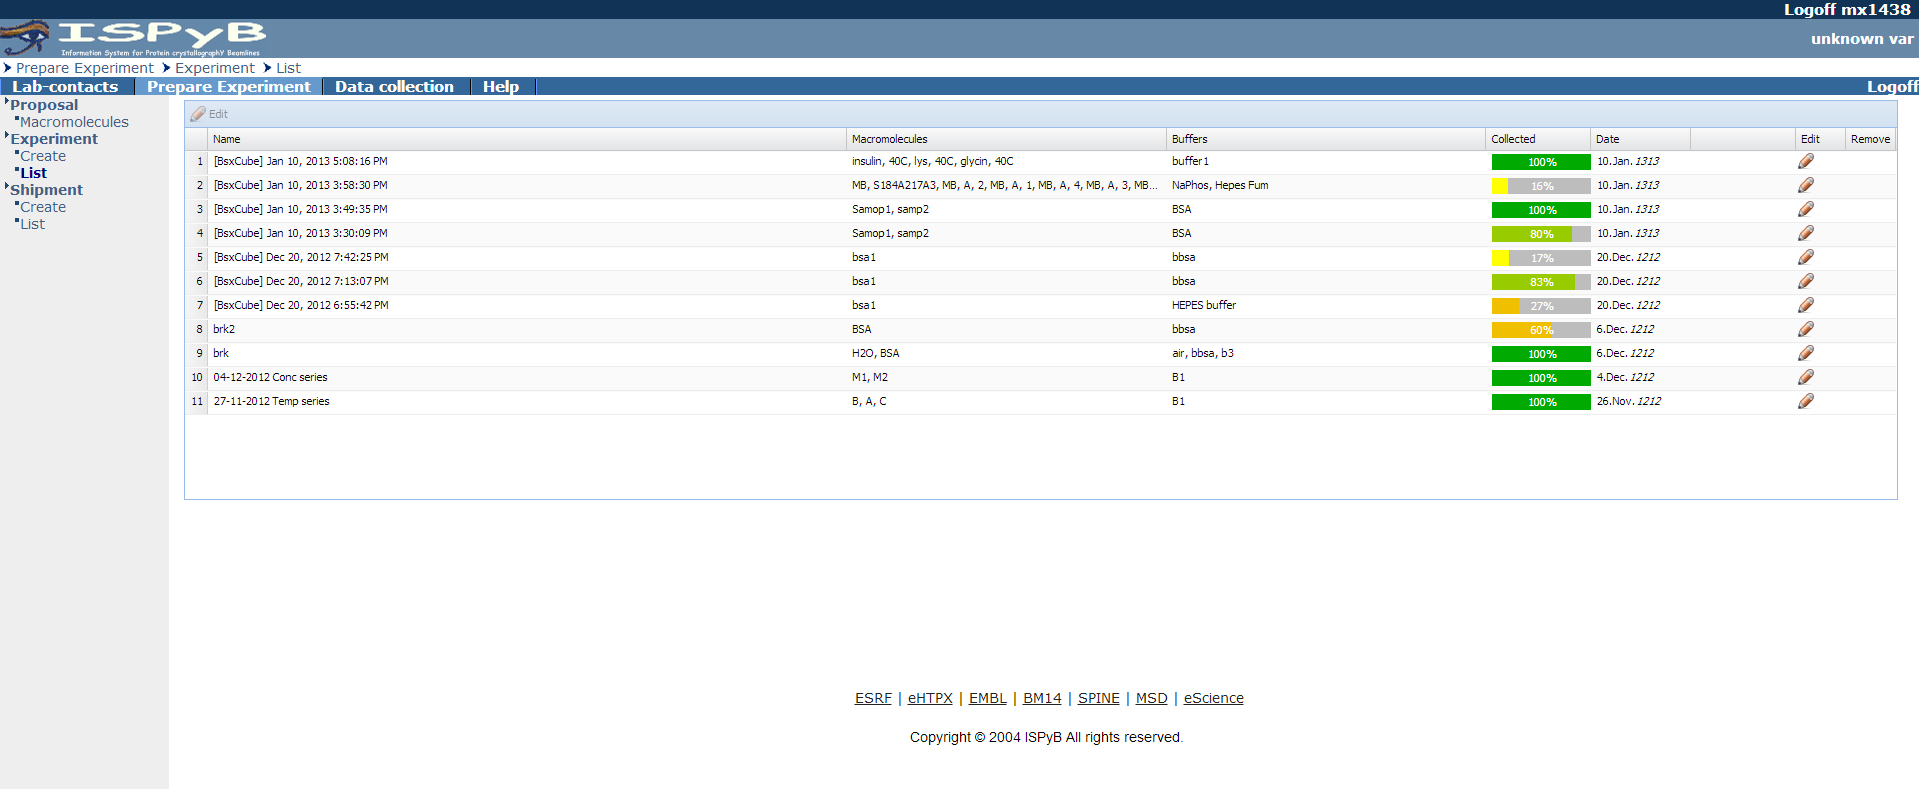 Logoff mx1438
ISPyB
Information System for Protein crystallographY Beamlines
unknown var
Prepare Experiment Experiment List
Lab-contacts Prepare Experiment Data collection Help Logoff
Proposal
Macromolecules
Experiment
Create
List
Shipment
Create
List
Edit
Name Macromolecules Buffers Collected Date Edit Remove
1 [BsxCube] Jan 10, 2013 5:08:16 PM insulin, 40C, lys, 40C, glycin, 40C buffer1 100% 10.Jan. 1313
2 [BsxCube] Jan 10, 2013 3:58:30 PM MB, S184A217A3, MB, A, 2, MB, A, 1, MB, A, 4, MB, A, 3, MB... NaPhos, Hepes Fum 16% 10.Jan. 1313
3 [BsxCube] Jan 10, 2013 3:49:35 PM Samop1, samp2 BSA 100% 10.Jan. 1313
4 [BsxCube] Jan 10, 2013 3:30:09 PM Samop1, samp2 BSA 80% 10.Jan. 1313
5 [BsxCube] Dec 20, 2012 7:42:25 PM bsa1 bbsa 17% 20.Dec. 1212
6 [BsxCube] Dec 20, 2012 7:13:07 PM bsa1 bbsa 83% 20.Dec. 1212
7 [BsxCube] Dec 20, 2012 6:55:42 PM bsa1 HEPES buffer 27% 20.Dec. 1212
8 brk2 BSA bbsa 60% 6.Dec. 1212
9 brk H2O, BSA air, bbsa, b3 100% 6.Dec. 1212
10 04-12-2012 Conc series M1, M2 B1 100% 4.Dec. 1212
11 27-11-2012 Temp series B, A, C B1 100% 26.Nov. 1212
ESRF | eHTPX | EMBL | BM14 | SPINE | MSD | eScience
Copyright © 2004 ISPyB All rights reserved.